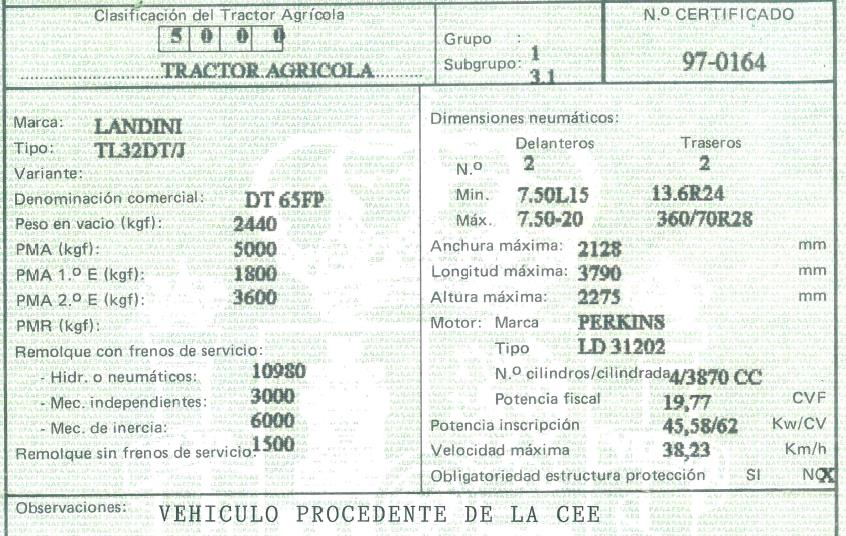 Clasificación del Tractor Agrícola
5 0 0 0
TRACTOR AGRICOLA
Grupo : 1
Subgrupo: 3.1
N.º CERTIFICADO
97-0164
Marca: LANDINI
Tipo: TL32DT/J
Variante:
Denominación comercial: DT 65FP
Peso en vacio (kgf): 2440
PMA (kgf): 5000
PMA 1.º E (kgf): 1800
PMA 2.º E (kgf): 3600
PMR (kgf):
Remolque con frenos de servicio:
- Hidr. o neumáticos: 10980
- Mec. independientes: 3000
- Mec. de inercia: 6000
Remolque sin frenos de servicio: 1500
Dimensiones neumáticos:
Delanteros Traseros
N.º 2 2
Min. 7.50L15 13.6R24
Máx. 7.50-20 360/70R28
Anchura máxima: 2128 mm
Longitud máxima: 3790 mm
Altura máxima: 2275 mm
Motor: Marca PERKINS
Tipo LD 31202
N.º cilindros/cilindrada 4/3870 CC
Potencia fiscal 19,77 CVF
Potencia inscripción 45,58/62 Kw/CV
Velocidad máxima 38,23 Km/h
Obligatoriedad estructura protección SI NO X
Observaciones: VEHICULO PROCEDENTE DE LA CEE